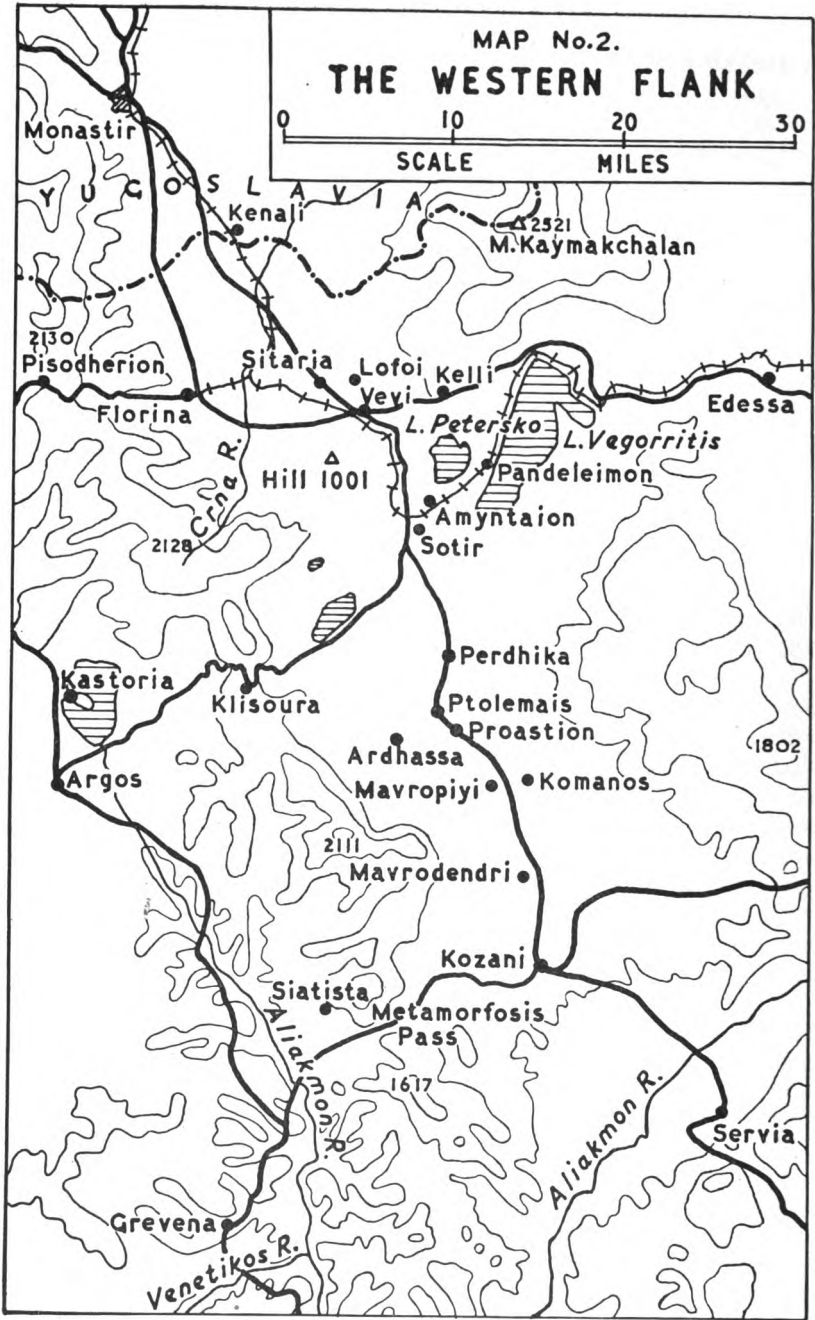 MAP No.2.
THE WESTERN FLANK
0 10 20 30
SCALE MILES
Monastir
YUGOSLAVIA
Kenali
2521
M.Kaymakchalan
2130
Pisodherion
Sitaria
Lofoi
Vevi
Kelli
Florina
Edessa
L. Petersko
L. Vegorritis
Crna R.
Hill 1001
Pandeleimon
Amyntaion
Sotir
2128
Perdhika
Kastoria
Klisoura
Ptolemais
Proastion
Ardhassa
1802
Argos
Mavropiyi
Komanos
2111
Mavrodendri
Kozani
Siatista
Metamorfosis
Pass
Aliakmon R.
1617
Aliakmon R.
Servia
Grevena
Venetikos R.